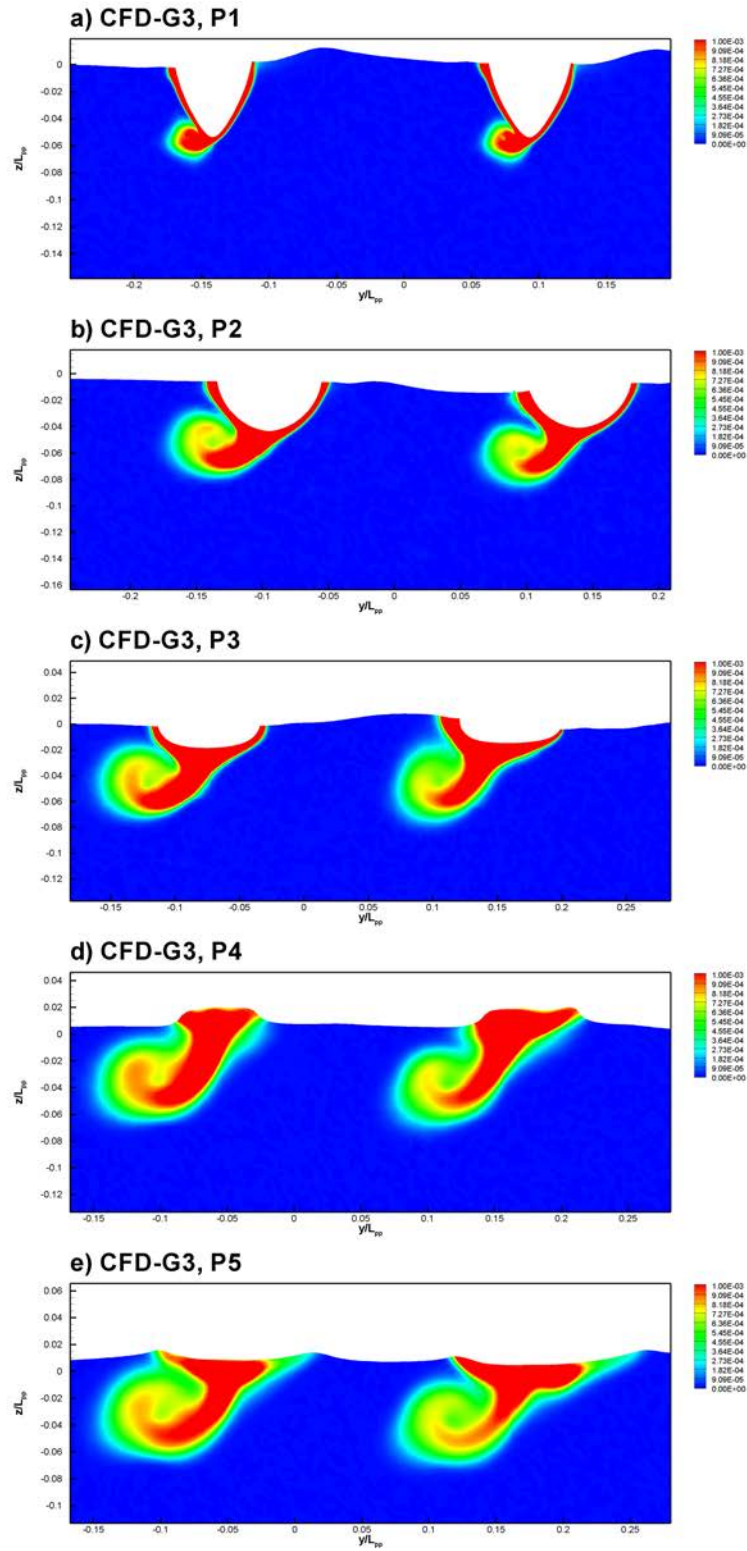 a) CFD-G3, P1
1.00E-03
9.09E-04
8.18E-04
7.27E-04
6.36E-04
5.45E-04
4.55E-04
3.64E-04
2.73E-04
1.82E-04
9.09E-05
0.00E+00
0
-0.02
-0.04
-0.06
-0.08
-0.1
-0.12
-0.14
z/Lpp
-0.2 -0.15 -0.1 -0.05 0 0.05 0.1 0.15
y/Lpp
b) CFD-G3, P2
1.00E-03
9.09E-04
8.18E-04
7.27E-04
6.36E-04
5.45E-04
4.55E-04
3.64E-04
2.73E-04
1.82E-04
9.09E-05
0.00E+00
0
-0.02
-0.04
-0.06
-0.08
-0.1
-0.12
-0.14
-0.16
z/Lpp
-0.2 -0.15 -0.1 -0.05 0 0.05 0.1 0.15 0.2
y/Lpp
c) CFD-G3, P3
1.00E-03
9.09E-04
8.18E-04
7.27E-04
6.36E-04
5.45E-04
4.55E-04
3.64E-04
2.73E-04
1.82E-04
9.09E-05
0.00E+00
0.04
0.02
0
-0.02
-0.04
-0.06
-0.08
-0.1
-0.12
z/Lpp
-0.15 -0.1 -0.05 0 0.05 0.1 0.15 0.2 0.25
y/Lpp
d) CFD-G3, P4
1.00E-03
9.09E-04
8.18E-04
7.27E-04
6.36E-04
5.45E-04
4.55E-04
3.64E-04
2.73E-04
1.82E-04
9.09E-05
0.00E+00
0.04
0.02
0
-0.02
-0.04
-0.06
-0.08
-0.1
-0.12
z/Lpp
-0.15 -0.1 -0.05 0 0.05 0.1 0.15 0.2 0.25
y/Lpp
e) CFD-G3, P5
1.00E-03
9.09E-04
8.18E-04
7.27E-04
6.36E-04
5.45E-04
4.55E-04
3.64E-04
2.73E-04
1.82E-04
9.09E-05
0.00E+00
0.06
0.04
0.02
0
-0.02
-0.04
-0.06
-0.08
-0.1
z/Lpp
-0.15 -0.1 -0.05 0 0.05 0.1 0.15 0.2 0.25
y/Lpp